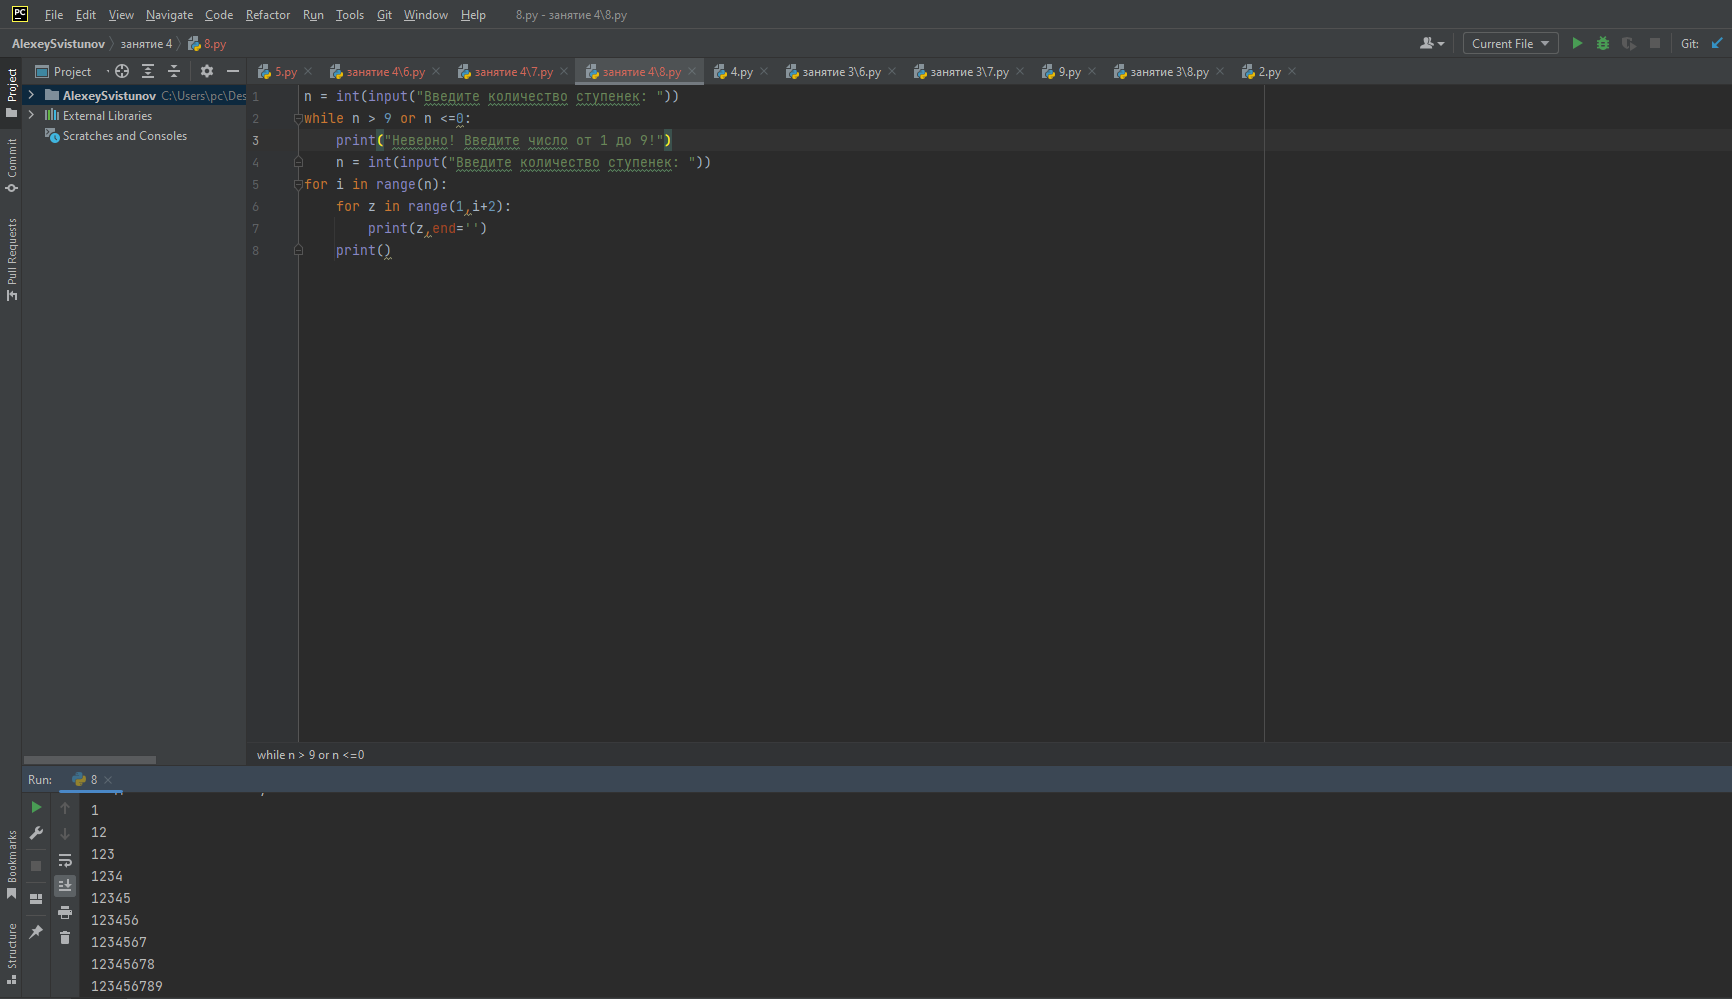 PC File Edit View Navigate Code Refactor Run Tools Git Window Help 8.py - занятие 4\8.py
AlexeySvistunov занятие 4 8.py Current File Git:
Project 5.py занятие 4\6.py занятие 4\7.py занятие 4\8.py 4.py занятие 3\6.py занятие 3\7.py 9.py занятие 3\8.py 2.py
Project
Commit
Pull Requests
AlexeySvistunov C:\Users\pc\Des
External Libraries
Scratches and Consoles
1 n = int(input("Введите количество ступенек: "))
2 while n > 9 or n <=0:
3 print("Неверно! Введите число от 1 до 9!")
4 n = int(input("Введите количество ступенек: "))
5 for i in range(n):
6 for z in range(1,i+2):
7 print(z,end='')
8 print()
while n > 9 or n <=0
Run: 8
1
12
123
1234
12345
123456
1234567
12345678
123456789
Bookmarks
Structure